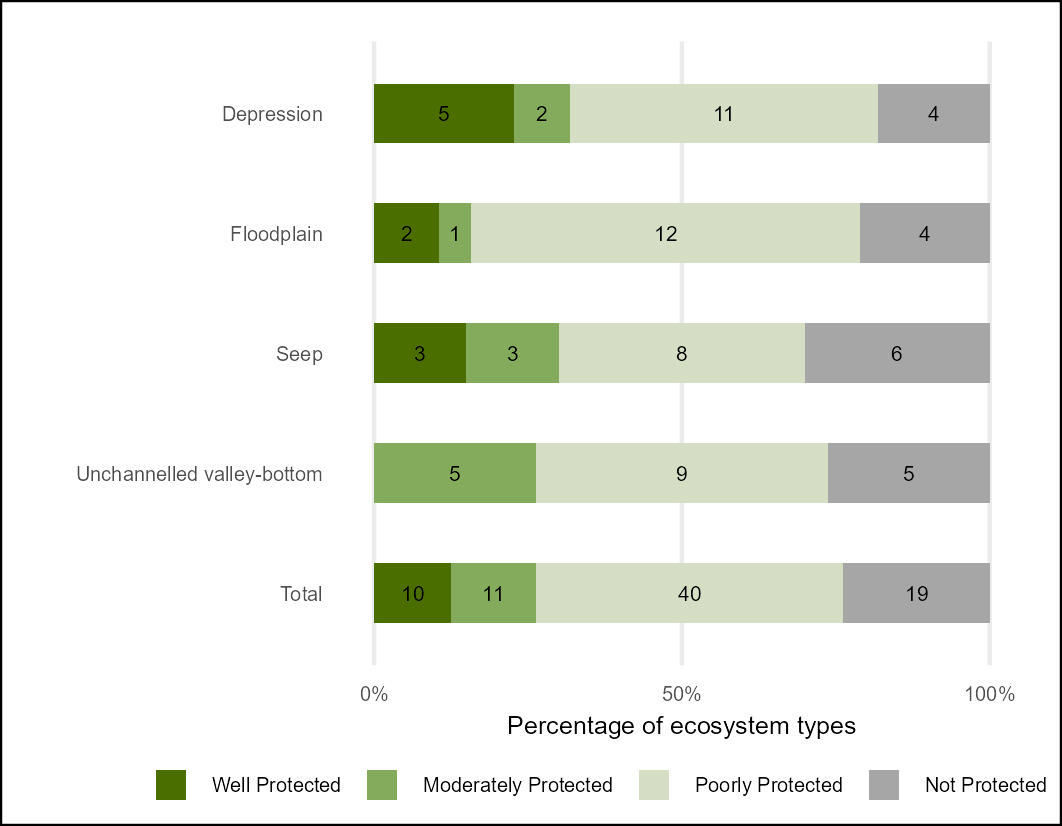 Depression 5 2 11 4
Floodplain 2 1 12 4
Seep 3 3 8 6
Unchannelled valley-bottom 5 9 5
Total 10 11 40 19
0% 50% 100%
Percentage of ecosystem types
Well Protected Moderately Protected Poorly Protected Not Protected